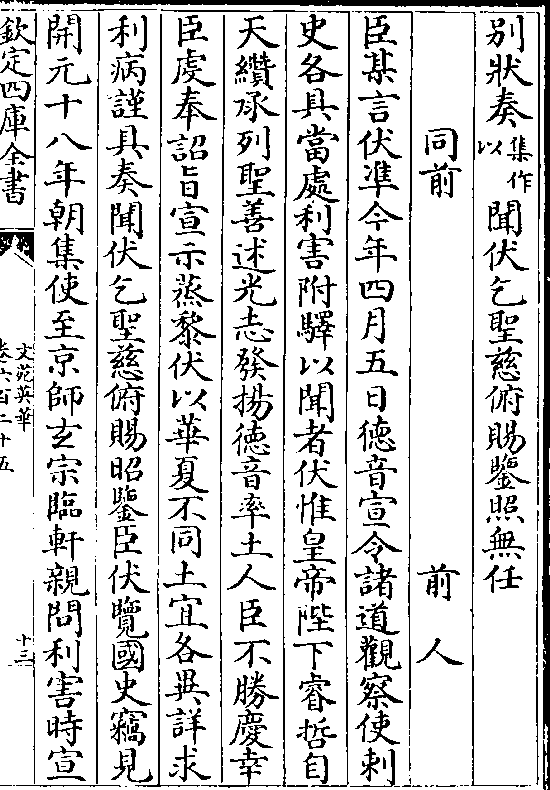 別狀奏集作以聞伏乞聖慈俯賜鑒照無任
同前　前人
臣某言伏準今年四月五日德音宣令諸道觀察使刺
史各具當處利害附驛以聞者伏惟皇帝陛下睿哲自
天纘承列聖善述光志發揚德音率土人臣不勝慶幸
臣虔奉詔旨宣示蒸黎伏以華夏不同土宜各異詳求
利病謹具奏聞伏乞聖慈俯賜昭鑒臣伏覽國史竊見
開元十八年朝集使至京師玄宗臨軒親問利害時宣
欽定四庫全書
文苑英華
卷六百二十五
十三